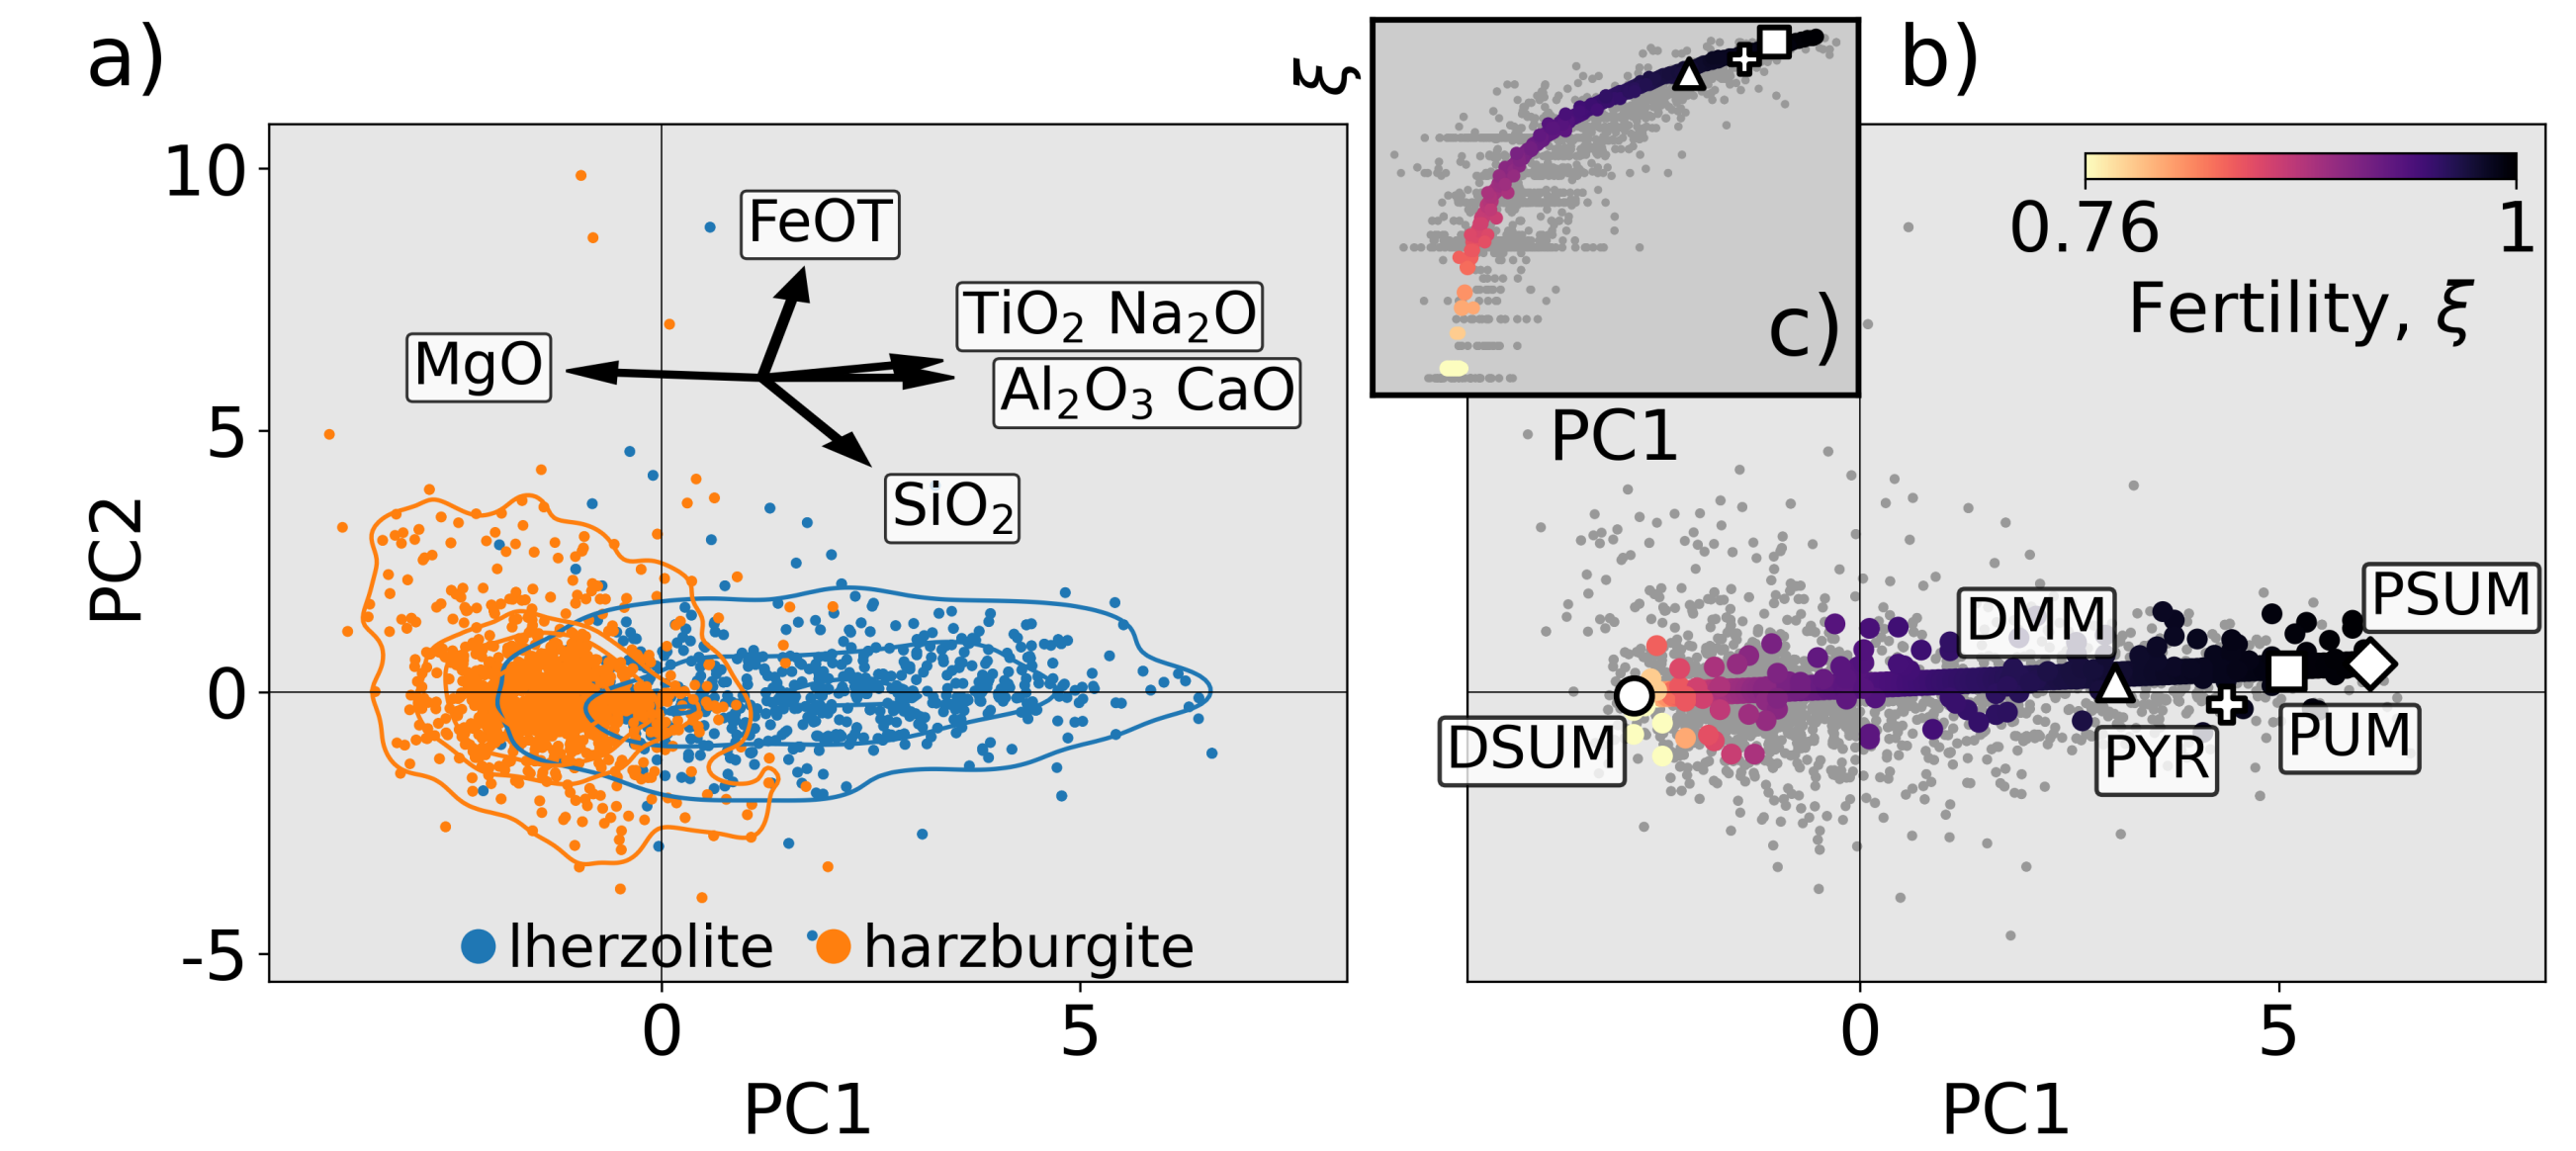 a)
10
5
0
-5
PC2
FeOT
TiO₂ Na₂O
MgO
Al₂O₃ CaO
SiO₂
lherzolite
harzburgite
0
5
PC1
ξ
c)
PC1
b)
0.76
1
Fertility, ξ
DMM
PSUM
DSUM
PYR
PUM
0
5
PC1